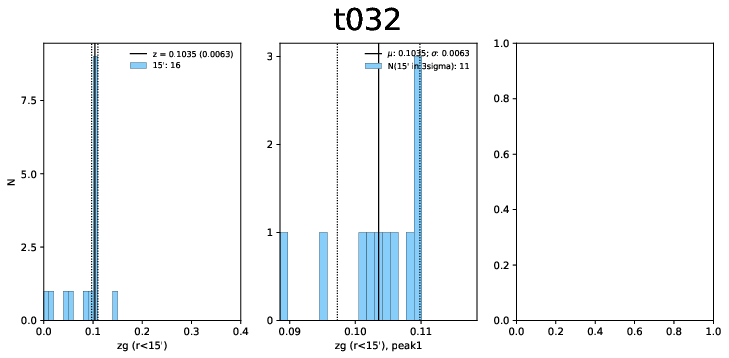 t032
z = 0.1035 (0.0063)
15': 16
N
7.5
5.0
2.5
0.0
0.0 0.1 0.2 0.3 0.4
zg (r<15')
μ: 0.1035; σ: 0.0063
N(15' in 3sigma): 11
3
2
1
0
0.09 0.10 0.11
zg (r<15'), peak1
1.0
0.8
0.6
0.4
0.2
0.0
0.0 0.2 0.4 0.6 0.8 1.0